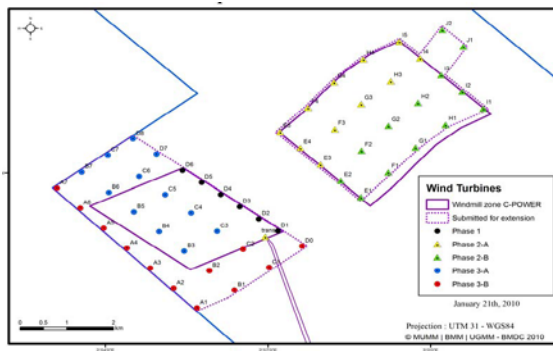 J2
J1
I5
I4
H4
I3
H3
I2
H2
I1
G3
H1
G2
F3
G1
E4
F2
E3
F1
E2
E1
D8
D7
C7
D6
B7
C6
D5
A7
B6
C5
D4
A6
B5
C4
D3
A5
B4
C3
D2
D1
A4
B3
C2
D0
A3
B2
A2
B1
A1
Wind Turbines
Windmill zone C-POWER
Submitted for extension
Phase 1
Phase 2-A
Phase 2-B
Phase 3-A
Phase 3-B
January 21th, 2010
0 0.5 1 2
Projection : UTM 31 - WGS84
© MUMM | BMM | UGMM - BMDC 2010